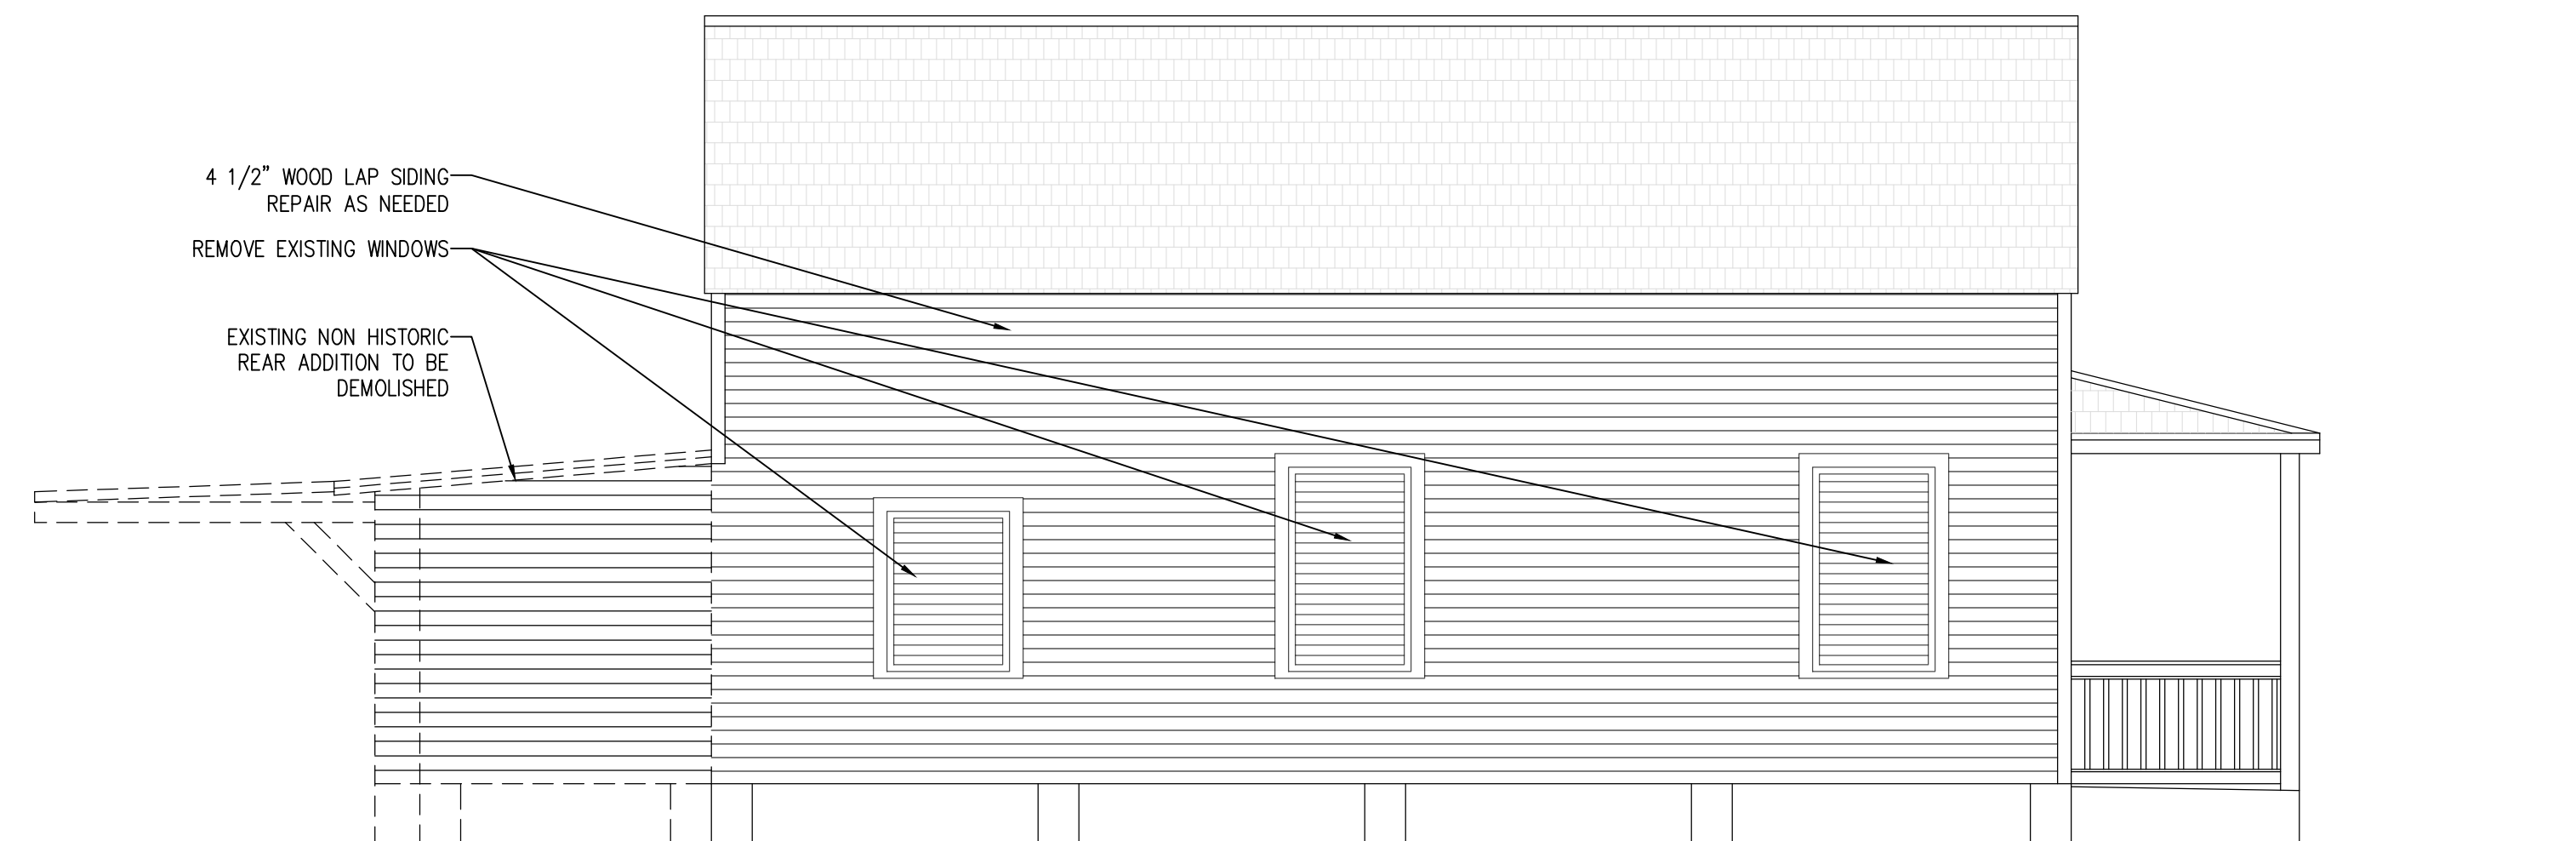 4 1/2" WOOD LAP SIDING
REPAIR AS NEEDED
REMOVE EXISTING WINDOWS
EXISTING NON HISTORIC
REAR ADDITION TO BE
DEMOLISHED